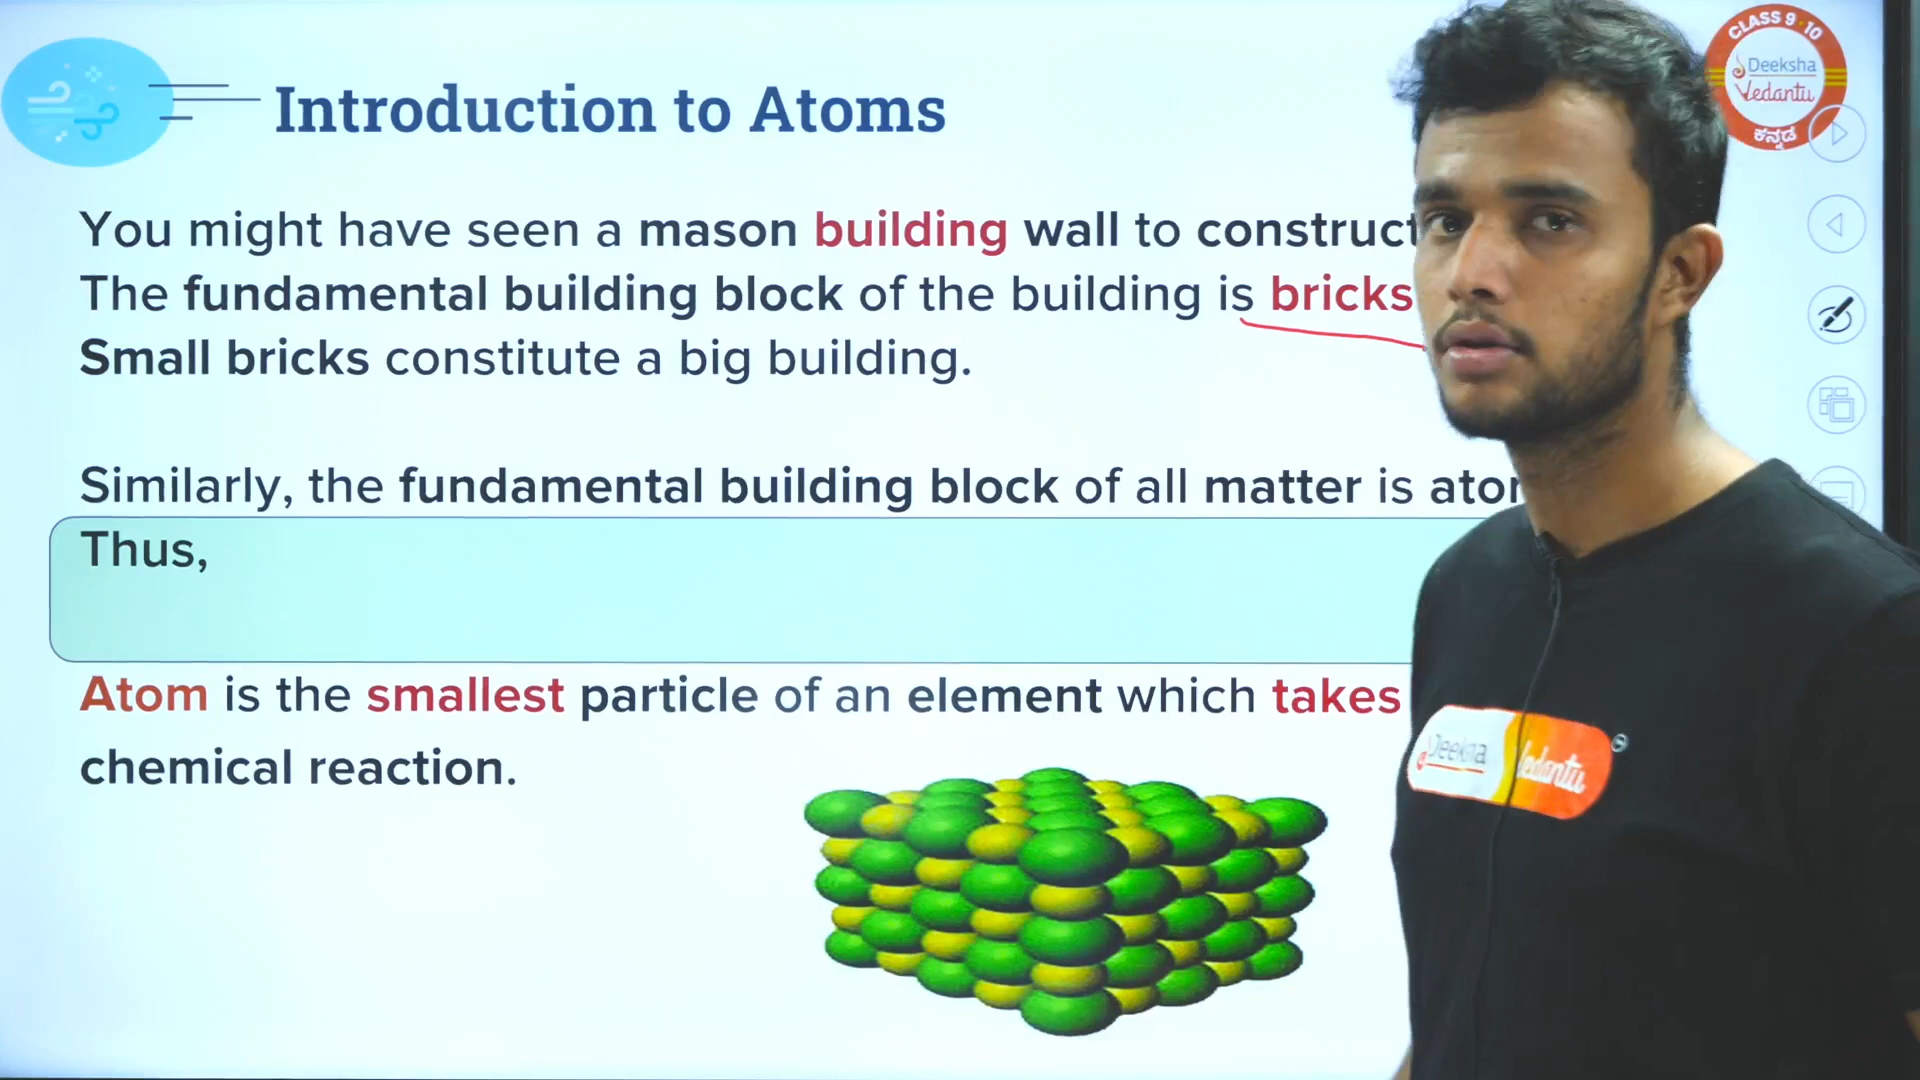 CLASS 9-10
Deeksha
Vedantu
ಕನ್ನಡ
Introduction to Atoms
You might have seen a mason building wall to construct
The fundamental building block of the building is bricks
Small bricks constitute a big building.
Similarly, the fundamental building block of all matter is
Thus,
Atom is the smallest particle of an element which takes
chemical reaction.
Deeksha Vedantu